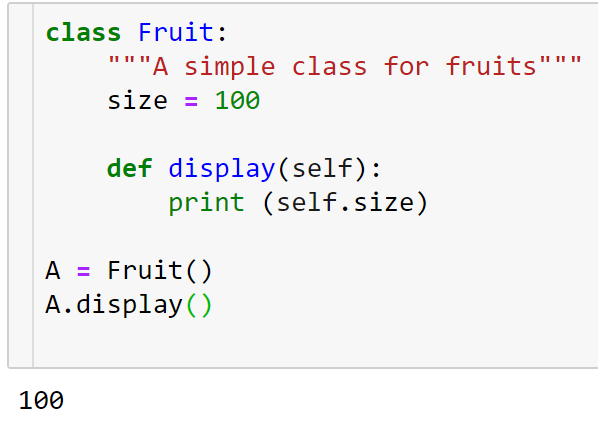 class Fruit:
    """A simple class for fruits"""
    size = 100

    def display(self):
        print (self.size)

A = Fruit()
A.display()

100